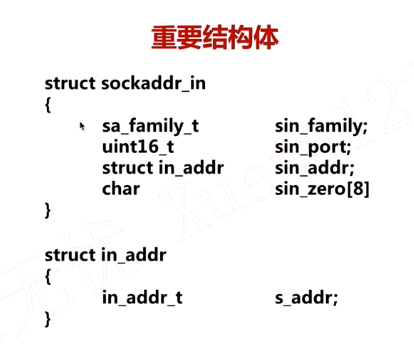 重要结构体
struct sockaddr_in
{
sa_family_t sin_family;
uint16_t sin_port;
struct in_addr sin_addr;
char sin_zero[8]
}
struct in_addr
{
in_addr_t s_addr;
}